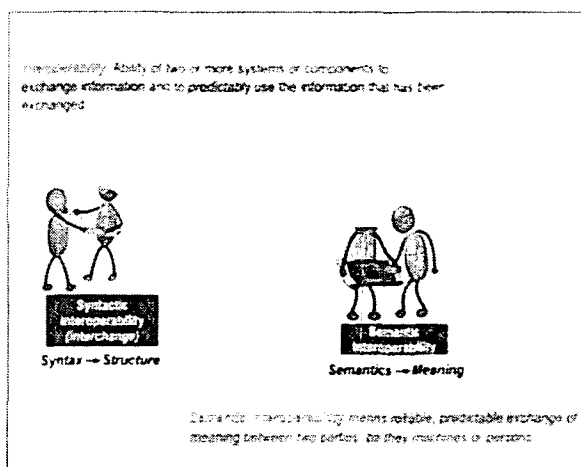 Interoperability: Ability of two or more systems or components to
exchange information and to predictably use the information that has been
exchanged
Syntactic
Interoperability
(Interchange)
Syntax → Structure
Semantic
Interoperability
Semantics → Meaning
Semantic interoperability means reliable, predictable exchange of
meaning between two parties, be they machines or persons